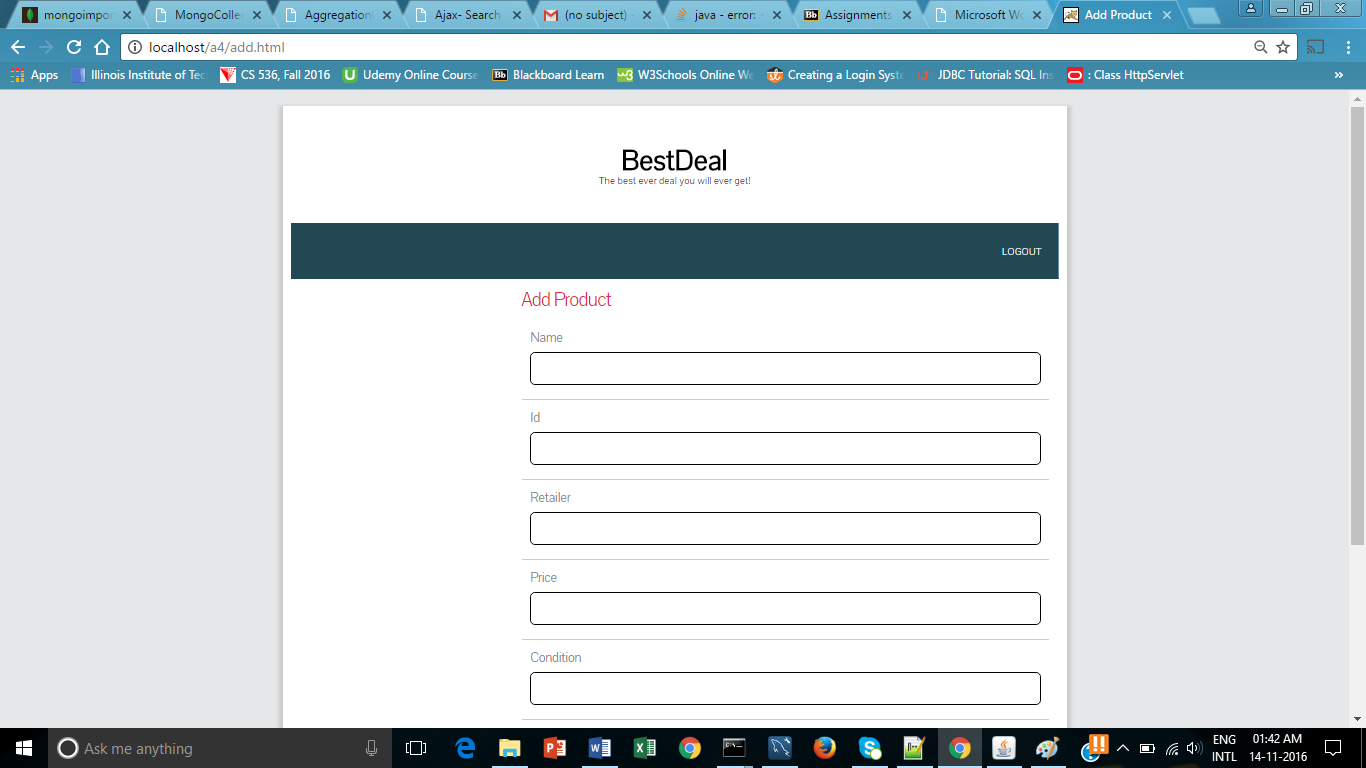 mongoimpor
MongoCollec
Aggregation
Ajax- Search
(no subject) -
java - error:
Assignments
Microsoft Wo
Add Product
localhost/a4/add.html
Apps
Illinois Institute of Tec
CS 536, Fall 2016
Udemy Online Course
Bb Blackboard Learn
W3Schools Online We
Creating a Login Syste
JDBC Tutorial: SQL Ins
: Class HttpServlet
»
BestDeal
The best ever deal you will ever get!
LOGOUT
Add Product
Name
Id
Retailer
Price
Condition
Ask me anything
ENG
INTL
01:42 AM
14-11-2016